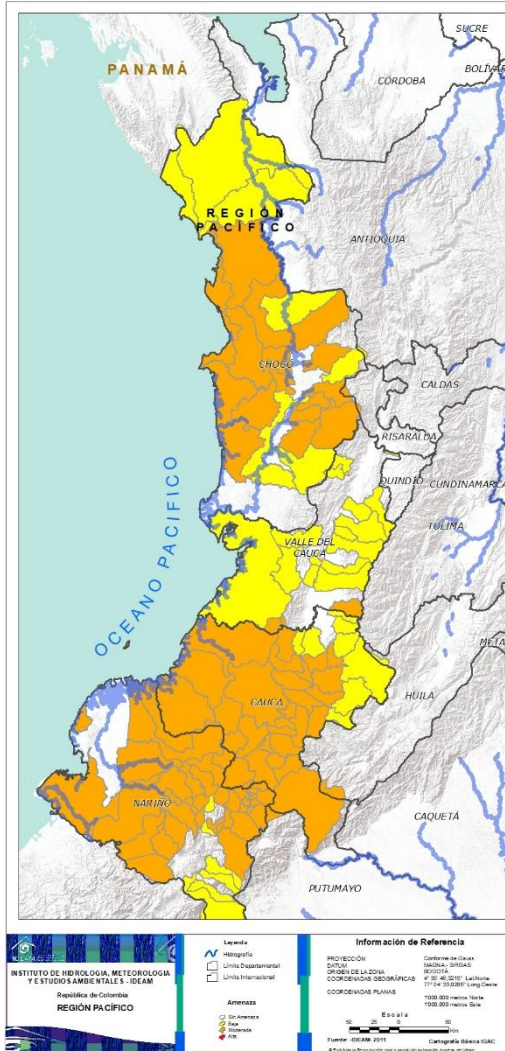 PANAMÁ
SUCRE
BOLÍVAR
CÓRDOBA
REGIÓN
PACÍFICO
ANTIOQUIA
CHOCÓ
CALDAS
RISARALDA
QUINDIO
CUNDINAMARCA
TOLIMA
OCEANO PACIFICO
VALLE DEL
CAUCA
META
CAUCA
HUILA
NARIÑO
CAQUETÁ
PUTUMAYO
INSTITUTO DE HIDROLOGIA, METEOROLOGIA
Y ESTUDIOS AMBIENTALES - IDEAM
República de Colombia
REGIÓN PACÍFICO
Leyenda
Hidrografía
Límite Departamental
Límite Internacional
Amenaza
Sin Amenaza
Baja
Moderada
Alta
Información de Referencia
PROYECCIÓN Conforme de Gauss
DATUM MAGNA - SIRGAS
ORIGEN DE LA ZONA BOGOTÁ
COORDENADAS GEOGRÁFICAS
COORDENADAS PLANAS 1'000.000 metros Norte
1'000.000 metros Este
Escala
50 25 0 50
Km
Fuente -IDEAM- 2011 Cartografía Básica IGAC